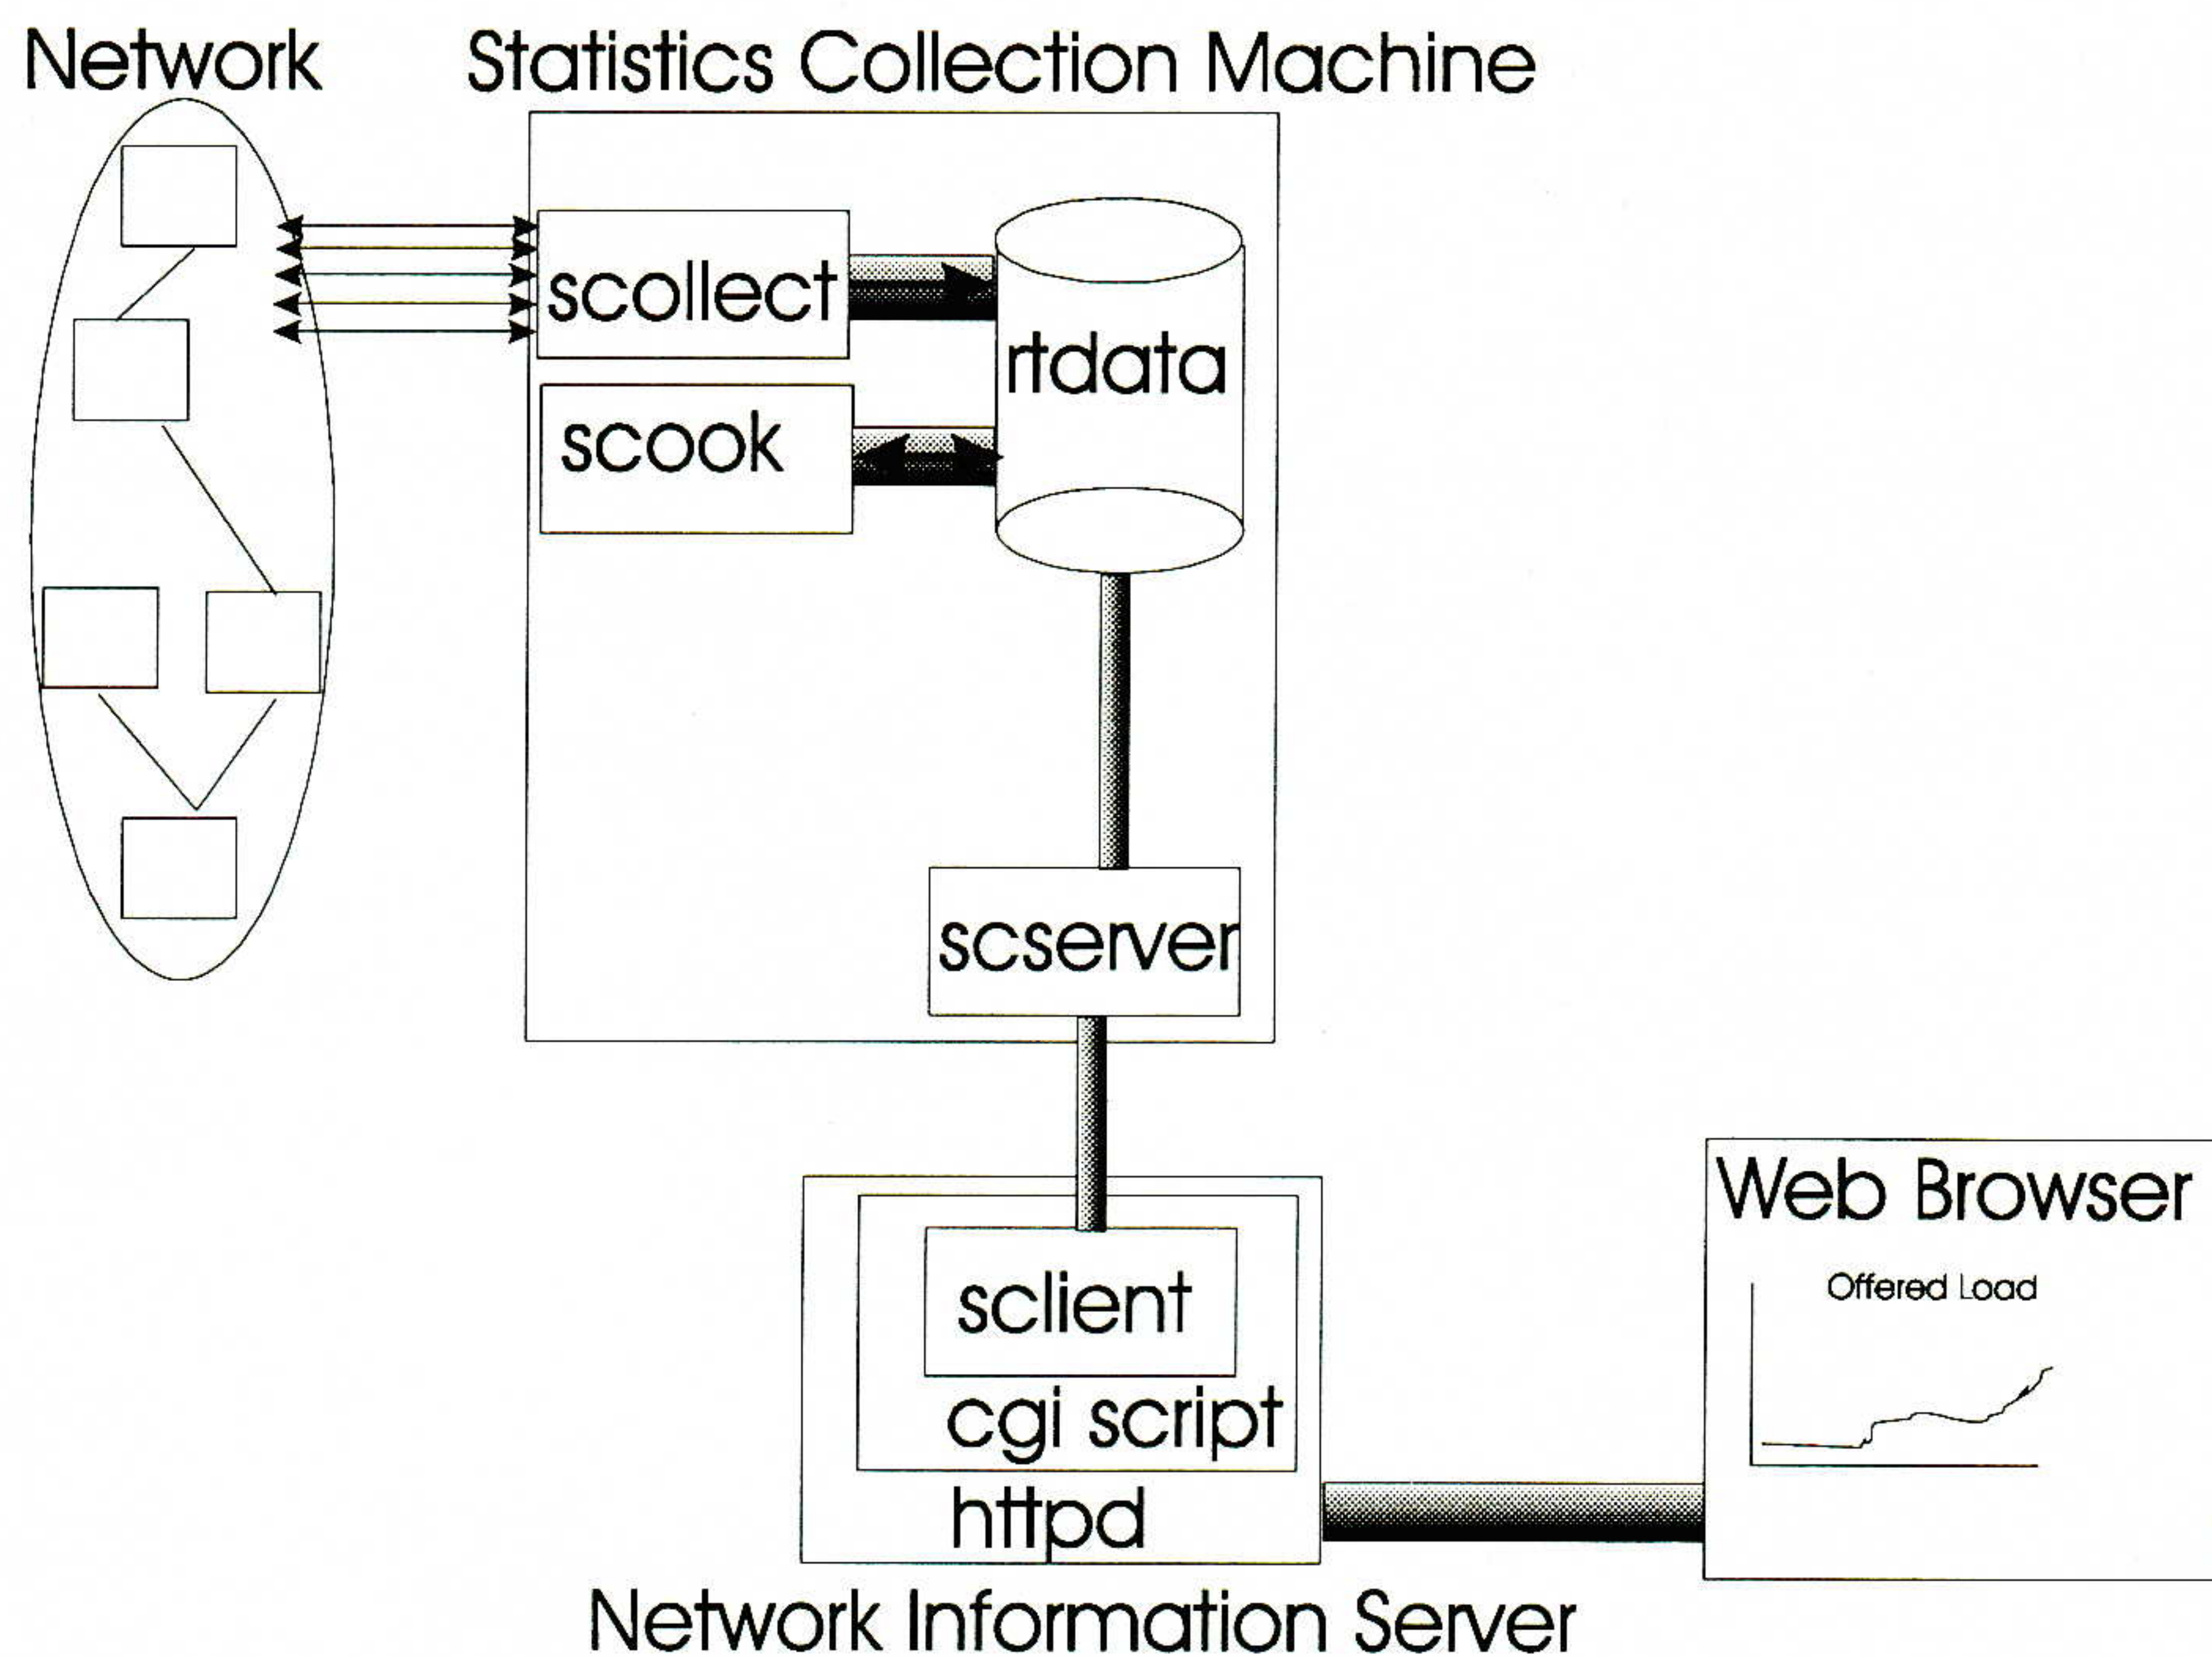 Network
Statistics Collection Machine
scollect
rtdata
scook
scserver
sclient
cgi script
httpd
Network Information Server
Web Browser
Offered Load